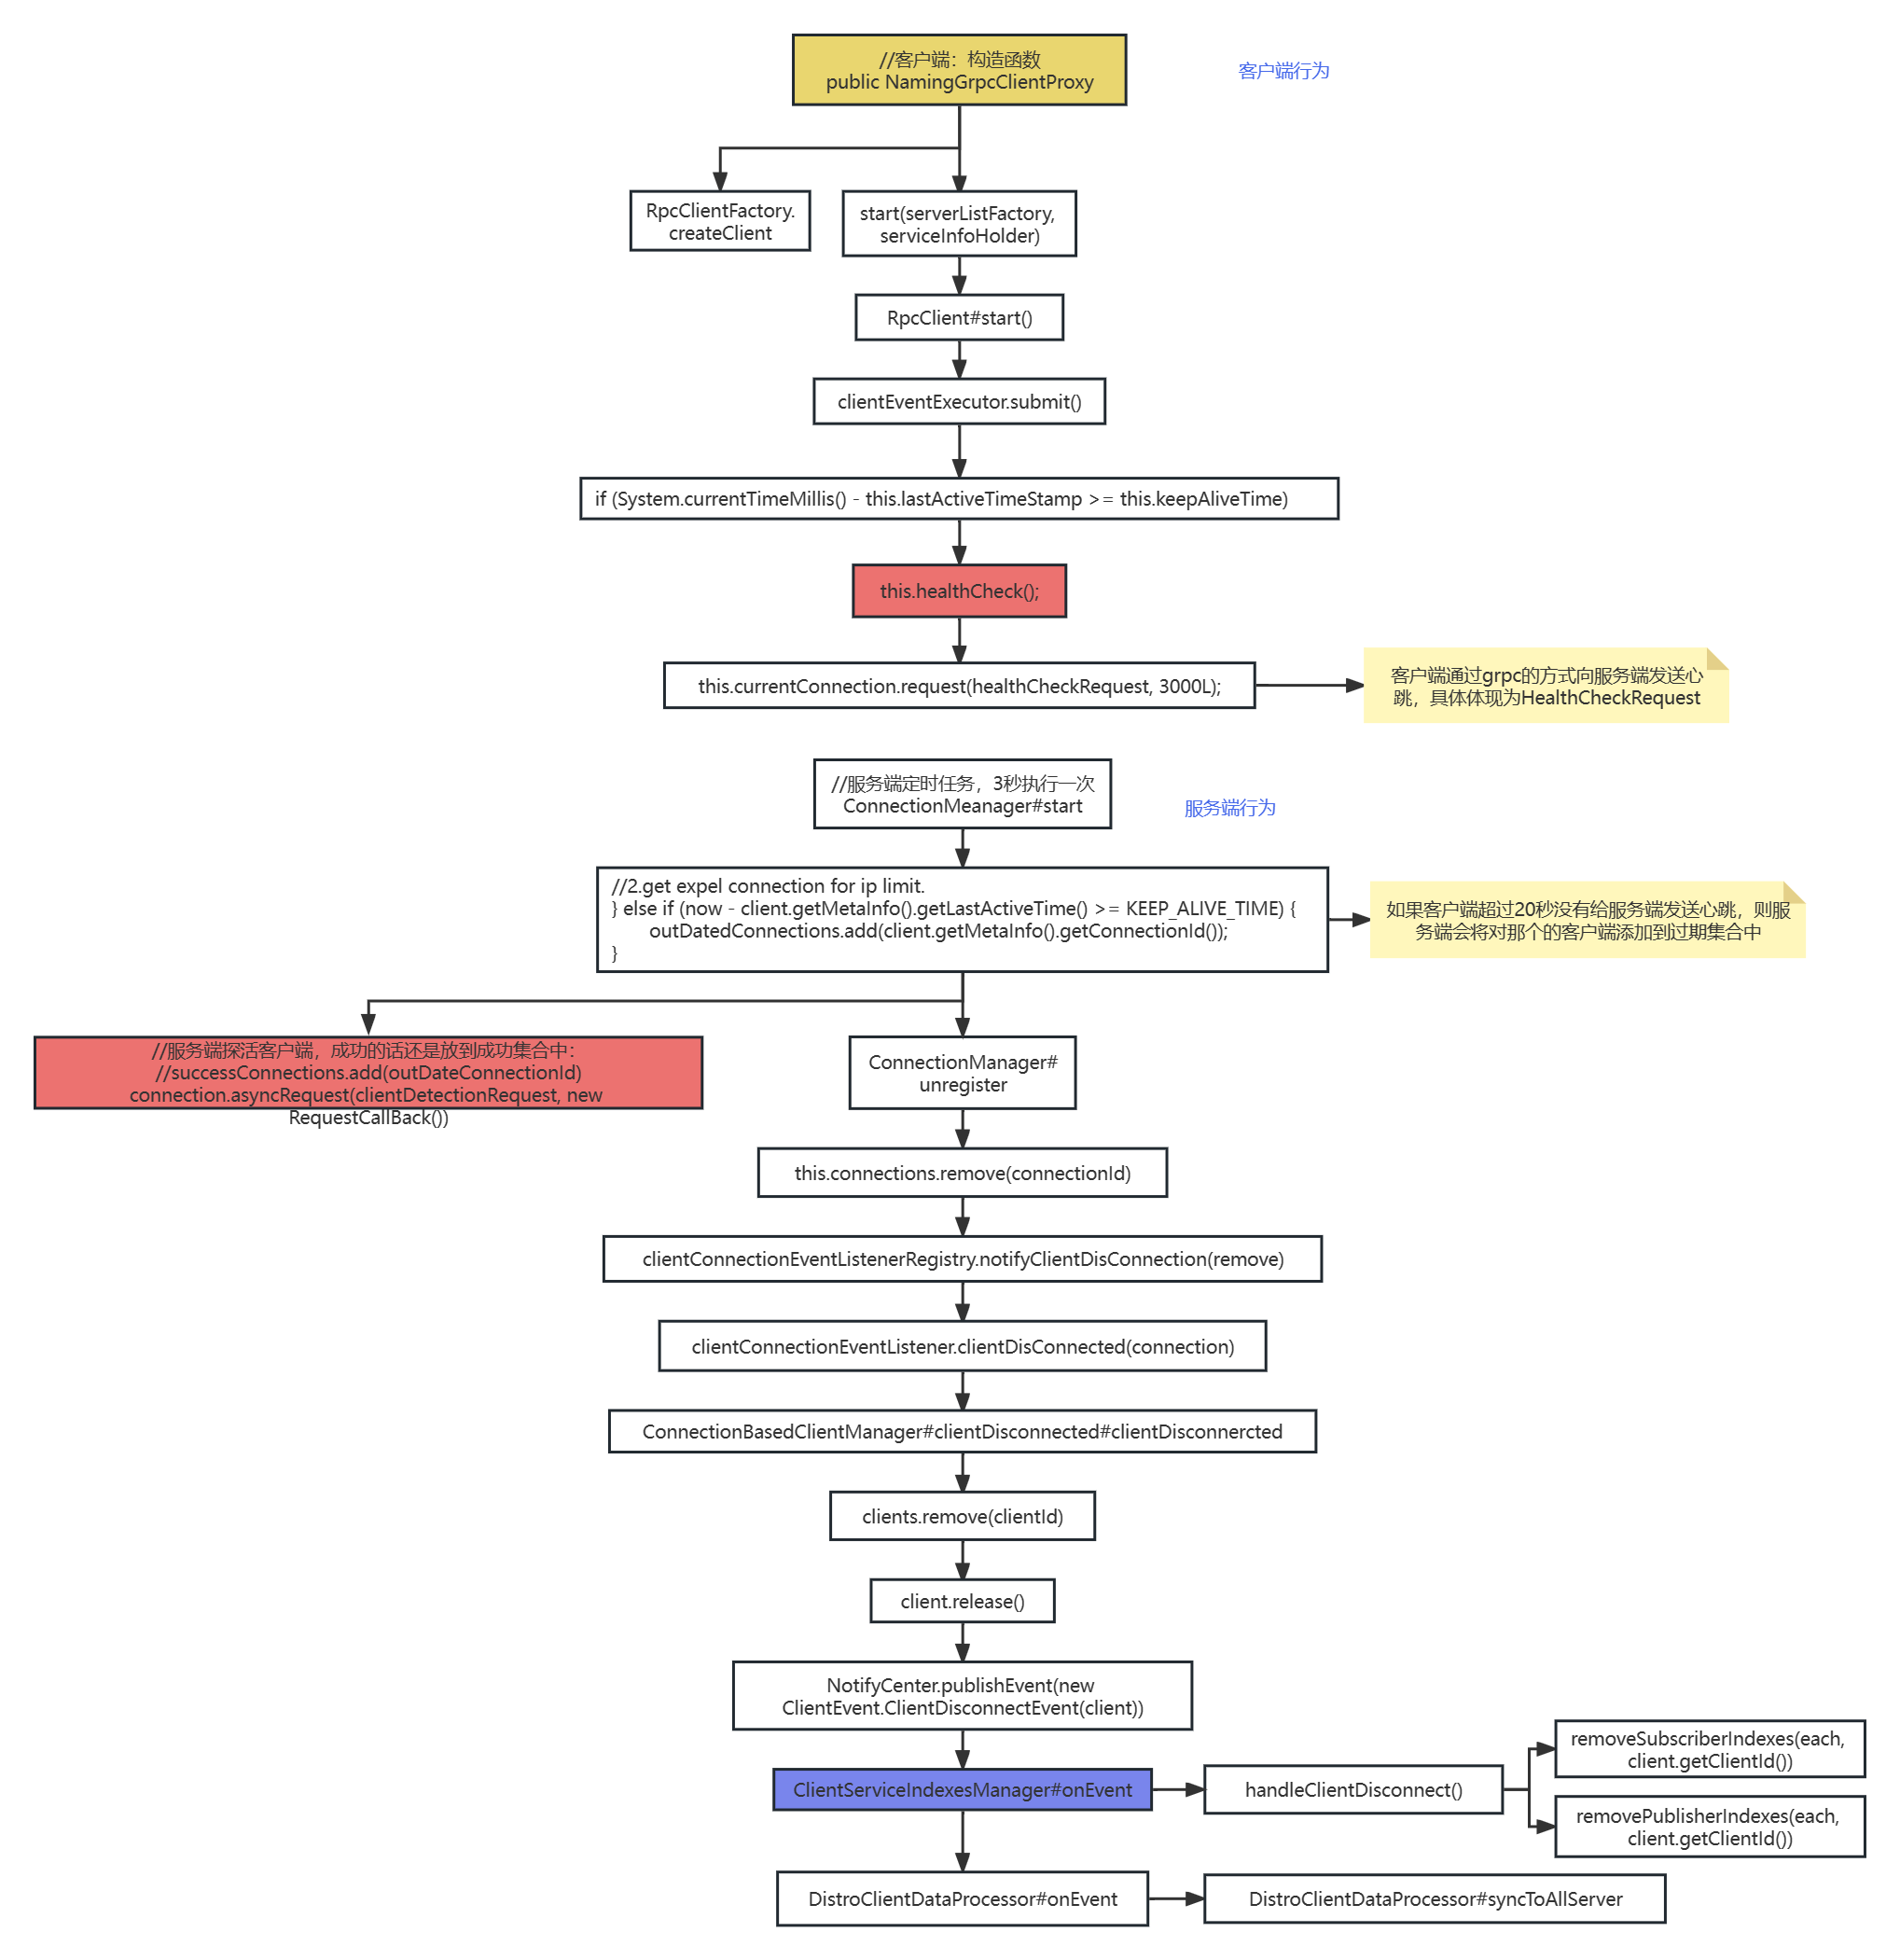 //客户端：构造函数
public NamingGrpcClientProxy
客户端行为
RpcClientFactory.
createClient
start(serverListFactory,
serviceInfoHolder)
RpcClient#start()
clientEventExecutor.submit()
if (System.currentTimeMillis() - this.lastActiveTimeStamp >= this.keepAliveTime)
this.healthCheck();
this.currentConnection.request(healthCheckRequest, 3000L);
客户端通过grpc的方式向服务端发送心
跳，具体体现为HealthCheckRequest
//服务端定时任务，3秒执行一次
ConnectionMeanager#start
服务端行为
//2.get expel connection for ip limit.
} else if (now - client.getMetaInfo().getLastActiveTime() >= KEEP_ALIVE_TIME) {
outDatedConnections.add(client.getMetaInfo().getConnectionId());
}
如果客户端超过20秒没有给服务端发送心跳，则服
务端会将对那个的客户端添加到过期集合中
//服务端探活客户端，成功的话还是放到成功集合中：
//successConnections.add(outDateConnectionId)
connection.asyncRequest(clientDetectionRequest, new
RequestCallBack())
ConnectionManager#
unregister
this.connections.remove(connectionId)
clientConnectionEventListenerRegistry.notifyClientDisConnection(remove)
clientConnectionEventListener.clientDisConnected(connection)
ConnectionBasedClientManager#clientDisconnected#clientDisconnercted
clients.remove(clientId)
client.release()
NotifyCenter.publishEvent(new
ClientEvent.ClientDisconnectEvent(client))
ClientServiceIndexesManager#onEvent
handleClientDisconnect()
removeSubscriberIndexes(each,
client.getClientId())
removePublisherIndexes(each,
client.getClientId())
DistroClientDataProcessor#onEvent
DistroClientDataProcessor#syncToAllServer